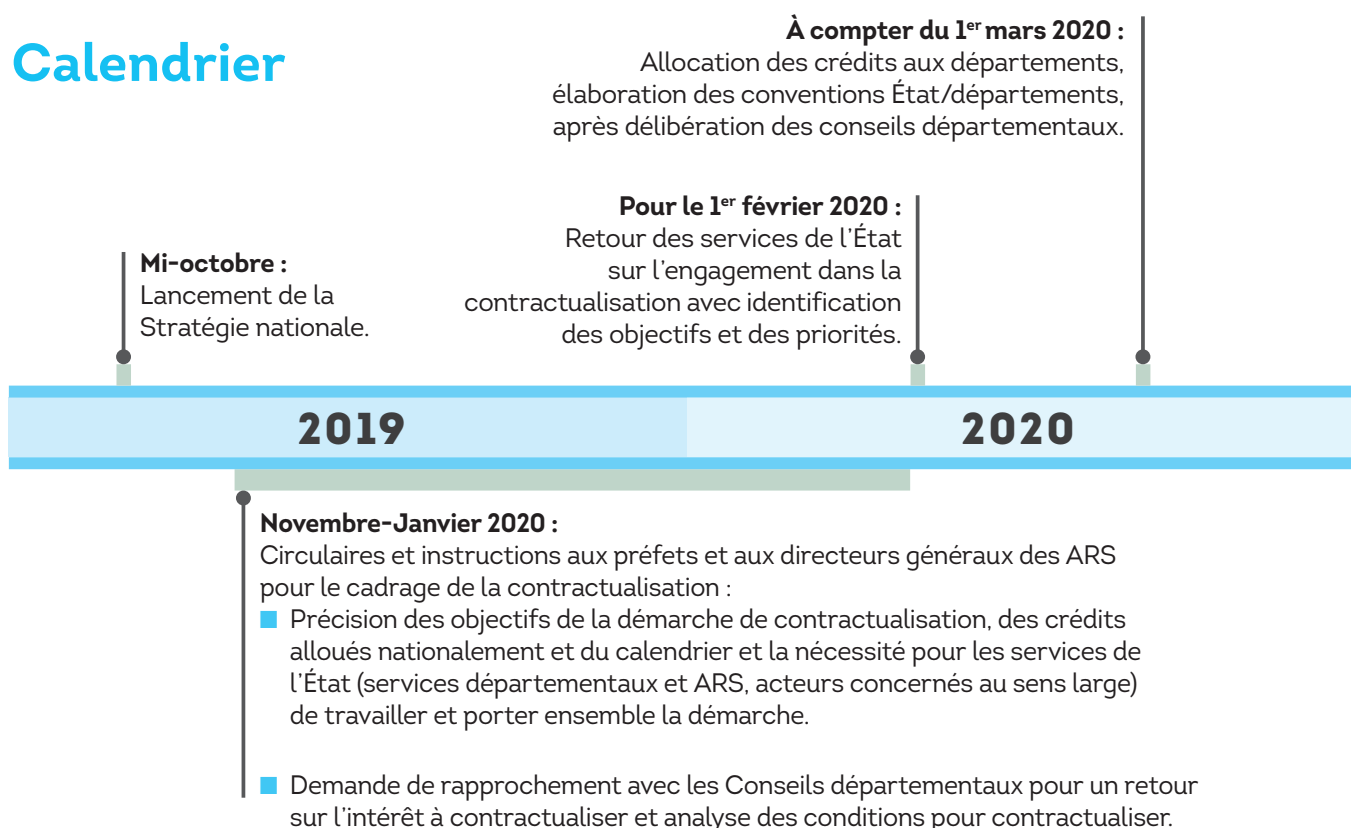 Calendrier
À compter du 1er mars 2020 :
Allocation des crédits aux départements,
élaboration des conventions État/départements,
après délibération des conseils départementaux.
Pour le 1er février 2020 :
Retour des services de l'État
sur l'engagement dans la
contractualisation avec identification
des objectifs et des priorités.
Mi-octobre :
Lancement de la
Stratégie nationale.
2019
2020
Novembre-Janvier 2020 :
Circulaires et instructions aux préfets et aux directeurs généraux des ARS
pour le cadrage de la contractualisation :
■ Précision des objectifs de la démarche de contractualisation, des crédits
alloués nationalement et du calendrier et la nécessité pour les services de
l'État (services départementaux et ARS, acteurs concernés au sens large)
de travailler et porter ensemble la démarche.
■ Demande de rapprochement avec les Conseils départementaux pour un retour
sur l'intérêt à contractualiser et analyse des conditions pour contractualiser.